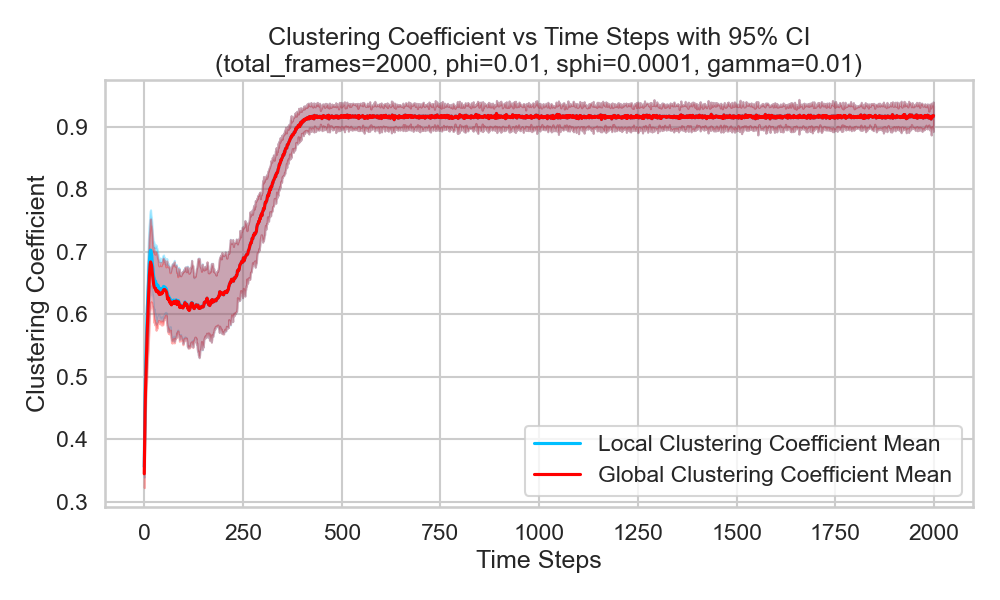 Clustering Coefficient vs Time Steps with 95% CI
(total_frames=2000, phi=0.01, sphi=0.0001, gamma=0.01)
Clustering Coefficient
0.9
0.8
0.7
0.6
0.5
0.4
0.3
Local Clustering Coefficient Mean
Global Clustering Coefficient Mean
0 250 500 750 1000 1250 1500 1750 2000
Time Steps